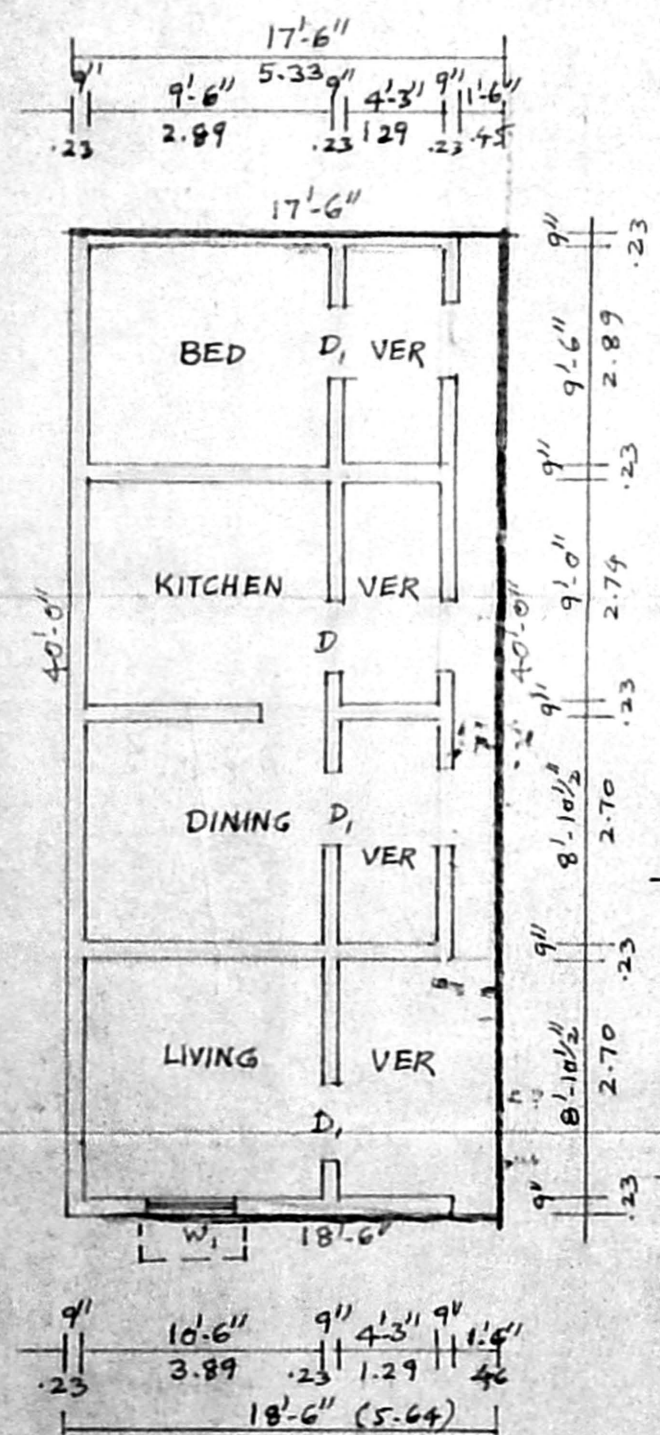 17'-6"
5.33
9" 9'-6" 9" 4'-3" 9" 1'-6"
.23 2.89 .23 1.29 .23 .45
17'-6"
9" .23
BED D1 VER
9'-6" 2.89
9" .23
KITCHEN VER
9'-0" 2.74
40'-0" 40'-0"
D
9" .23
DINING D1
8'-10½" 2.70
VER
9" .23
LIVING VER
8'-10½" 2.70
D1
9" .23
W1 18'-6"
9" 10'-6" 9" 4'-3" 9" 1'-6"
.23 3.89 .23 1.29 .46
18'-6" (5.64)